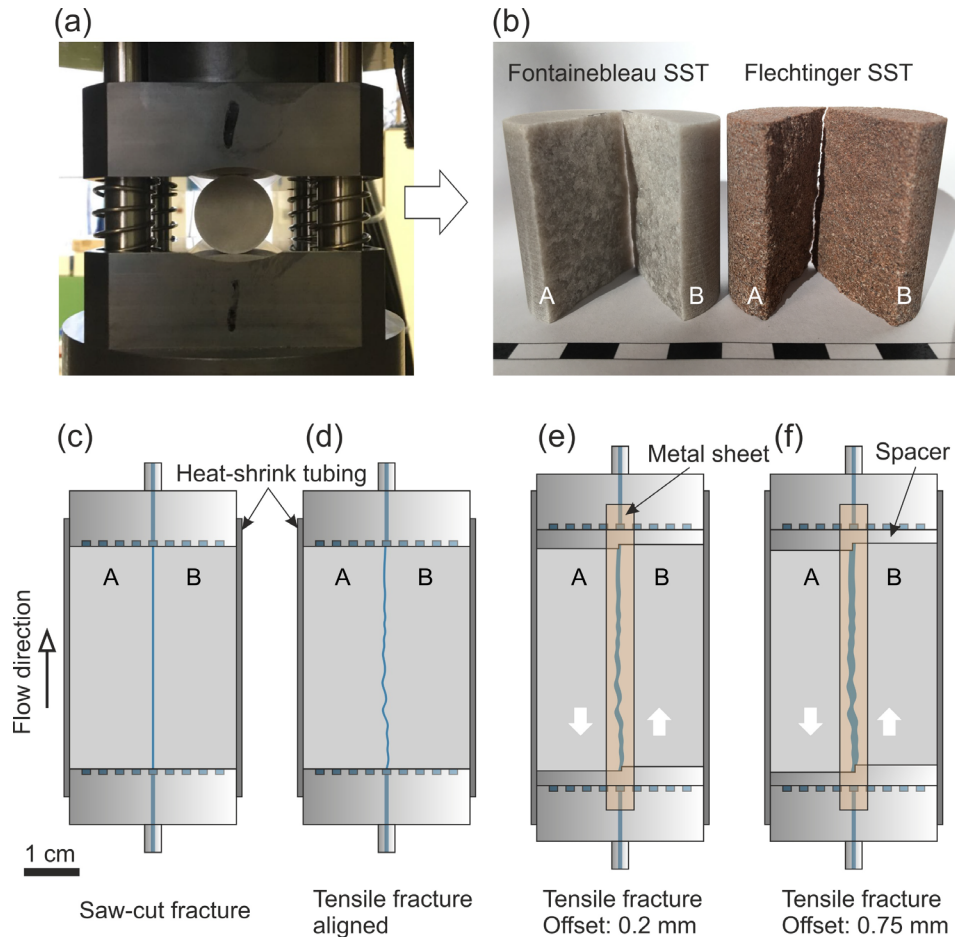 (a)
(b)
Fontainebleau SST
Flechtinger SST
A
B
A
B
(c)
(d)
(e)
(f)
Heat-shrink tubing
Metal sheet
Spacer
A
B
A
B
A
B
A
B
Flow direction
1 cm
Saw-cut fracture
Tensile fracture
aligned
Tensile fracture
Offset: 0.2 mm
Tensile fracture
Offset: 0.75 mm